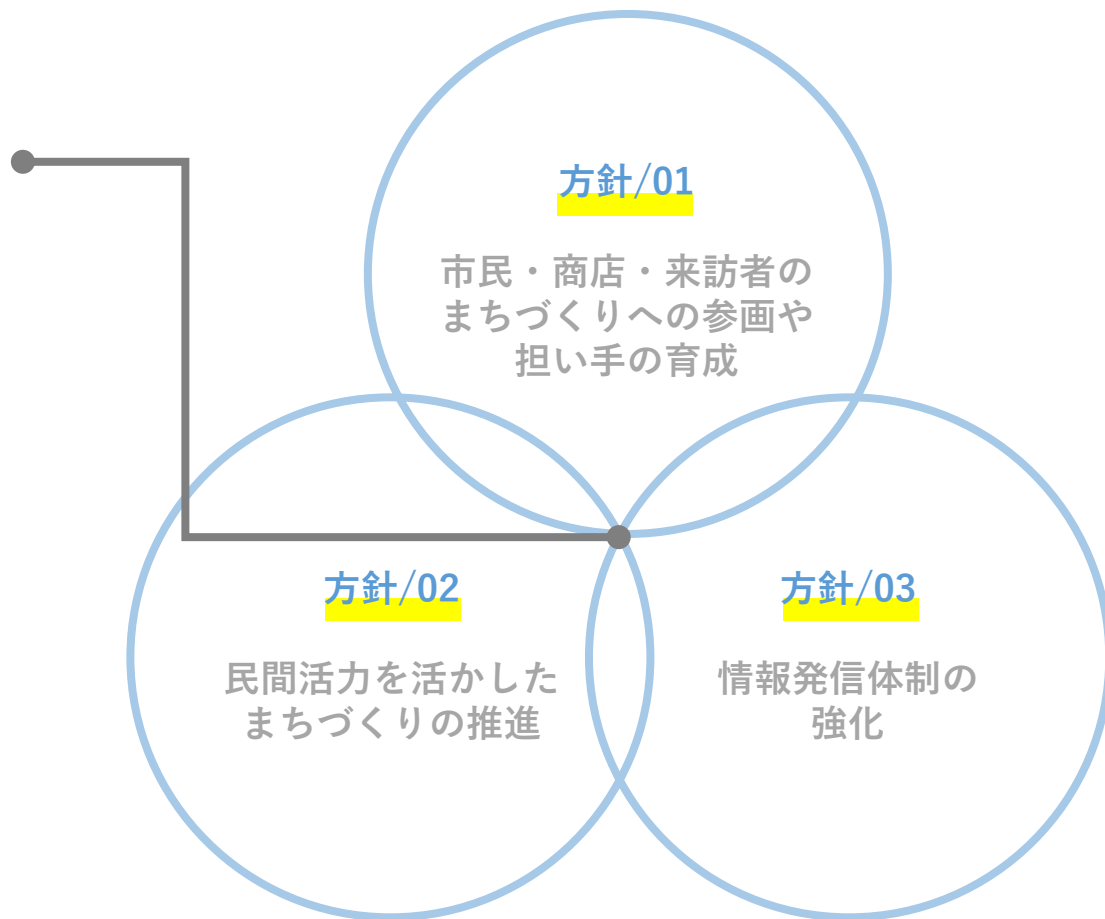 方針/01
市民・商店・来訪者の
まちづくりへの参画や
担い手の育成
方針/02
民間活力を活かした
まちづくりの推進
方針/03
情報発信体制の
強化